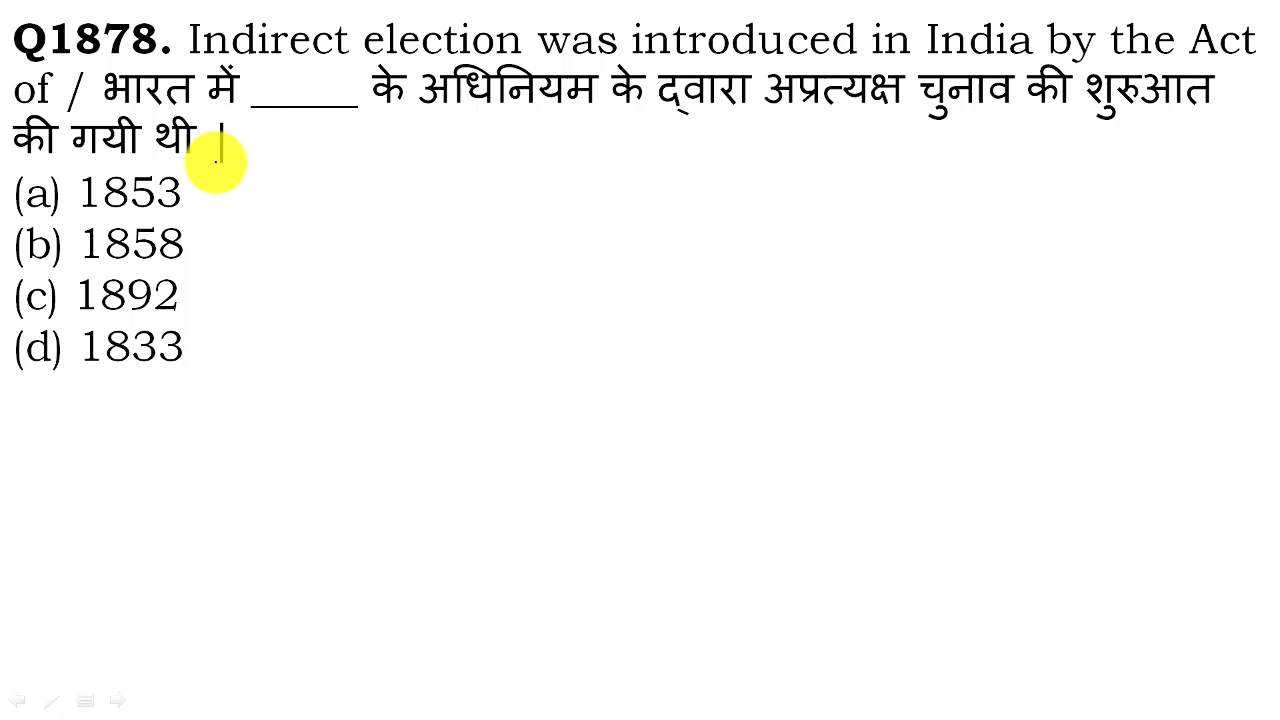 Q1878. Indirect election was introduced in India by the Act
of / भारत में _____ के अधिनियम के द्वारा अप्रत्यक्ष चुनाव की शुरुआत
की गयी थी |
(a) 1853
(b) 1858
(c) 1892
(d) 1833